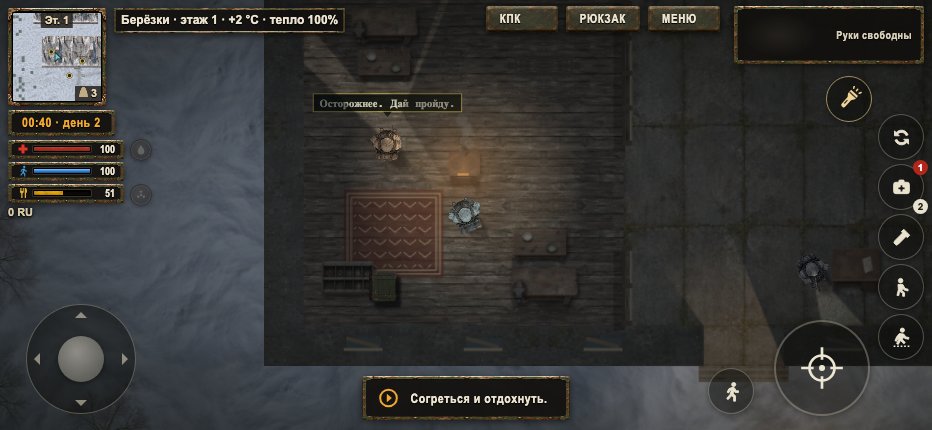 Эт. 1
Берёзки · этаж 1 · +2 °C · тепло 100%
КПК
РЮКЗАК
МЕНЮ
Руки свободны
3
Осторожнее. Дай пройду.
00:40 · день 2
100
100
51
0 RU
1
2
Согреться и отдохнуть.